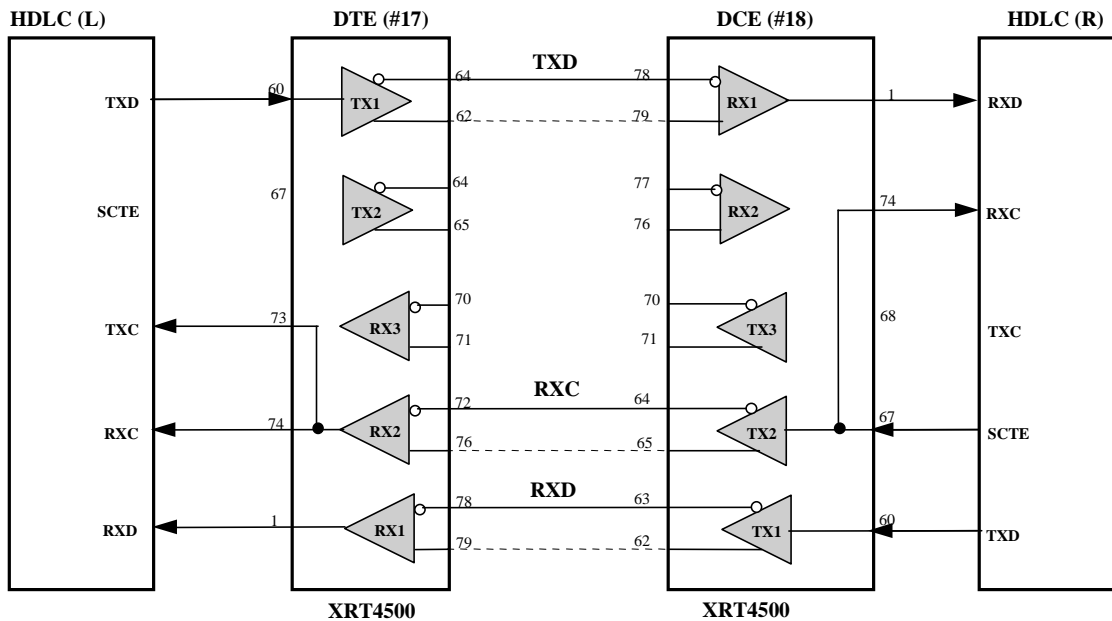 HDLC (L) DTE (#17) DCE (#18) HDLC (R)
TXD
TXD 60 TX1 64 78 RX1 1 RXD
62 79
SCTE 67 TX2 64 77 RX2 74 RXC
65 76
TXC 73 RX3 70 70 TX3 68 TXC
71 71
RXC
RXC 74 RX2 72 64 TX2 67 SCTE
76 65
RXD
RXD 1 RX1 78 63 TX1 60 TXD
79 62
XRT4500 XRT4500